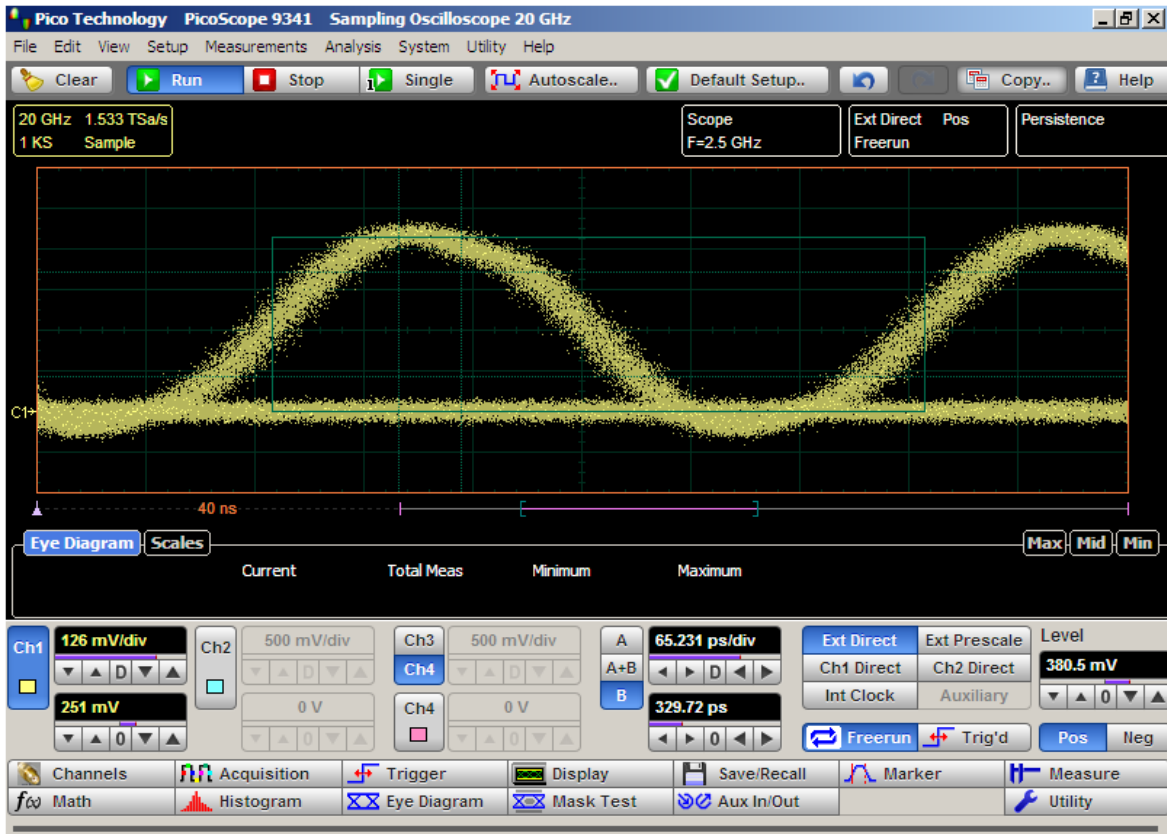 Pico Technology PicoScope 9341 Sampling Oscilloscope 20 GHz
File Edit View Setup Measurements Analysis System Utility Help
Clear Run Stop Single Autoscale.. Default Setup.. Copy.. Help
20 GHz 1.533 TSa/s
1 KS Sample
Scope
F=2.5 GHz
Ext Direct Pos
Freerun
Persistence
C1
40 ns
Eye Diagram Scales Max Mid Min
Current Total Meas Minimum Maximum
Ch1 126 mV/div Ch2 500 mV/div Ch3 500 mV/div A 65.231 ps/div Ext Direct Ext Prescale Level
D D Ch4 D A+B D Ch1 Direct Ch2 Direct 380.5 mV
251 mV 0 V Ch4 0 V B 329.72 ps Int Clock Auxiliary 0
0 0 0 0 Freerun Trig'd Pos Neg
Channels Acquisition Trigger Display Save/Recall Marker Measure
f(ω) Math Histogram Eye Diagram Mask Test Aux In/Out Utility